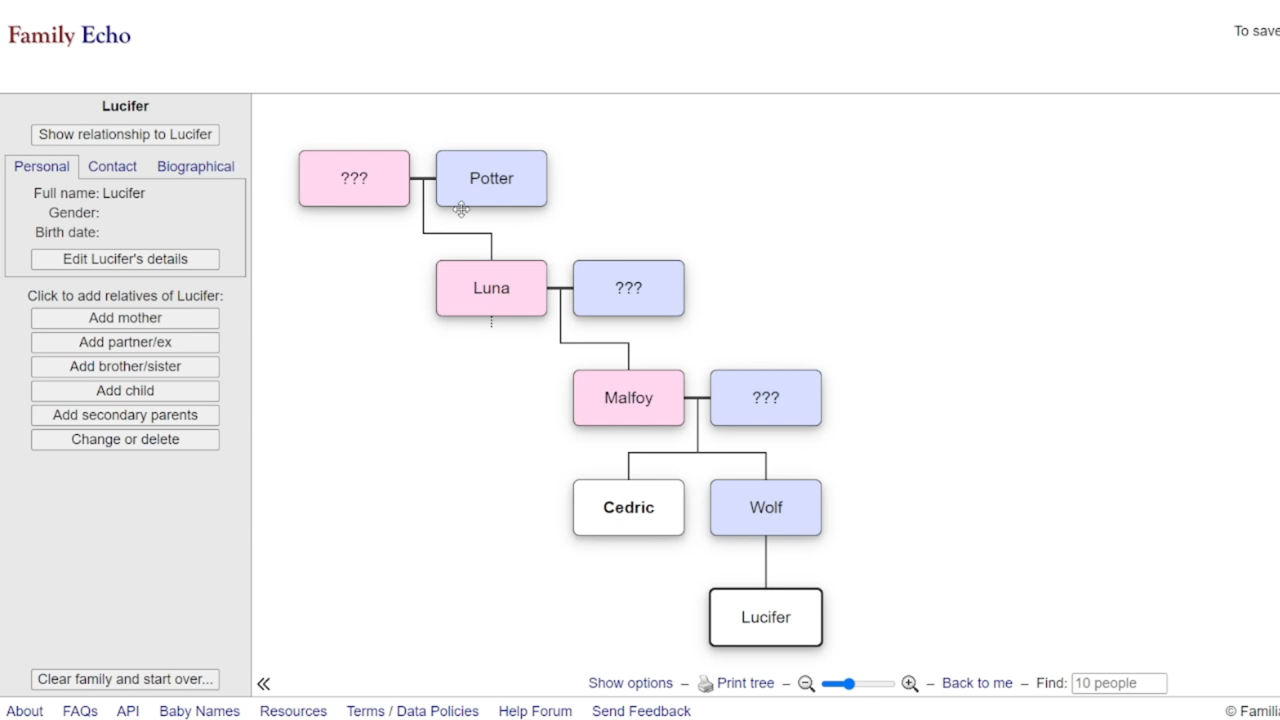 Family Echo
To save
Lucifer
Show relationship to Lucifer
Personal Contact Biographical
Full name: Lucifer
Gender:
Birth date:
Edit Lucifer's details
Click to add relatives of Lucifer:
Add mother
Add partner/ex
Add brother/sister
Add child
Add secondary parents
Change or delete
Clear family and start over...
??? Potter
Luna ???
Malfoy ???
Cedric Wolf
Lucifer
Show options – Print tree – – Back to me – Find: 10 people
About FAQs API Baby Names Resources Terms / Data Policies Help Forum Send Feedback © Famili